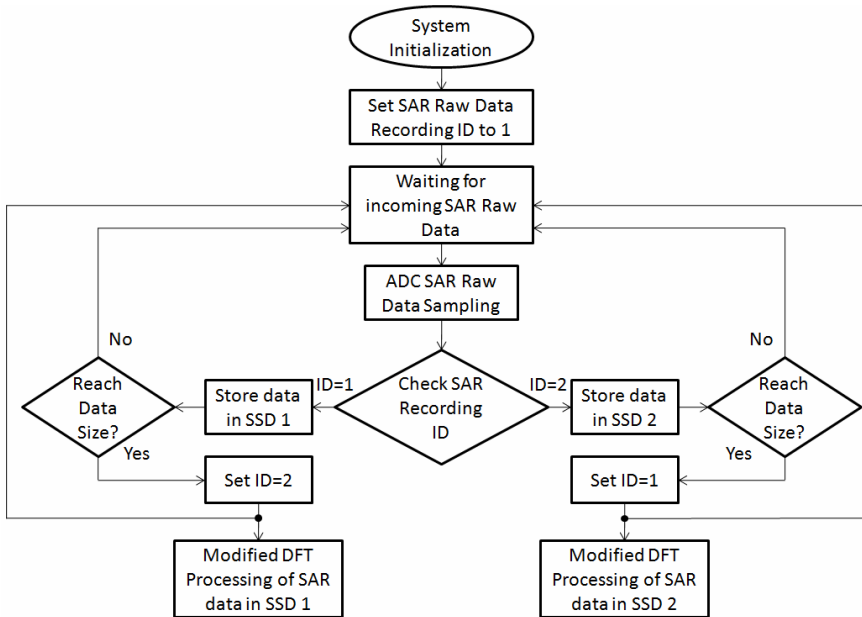 System
Initialization
Set SAR Raw Data
Recording ID to 1
Waiting for
incoming SAR Raw
Data
ADC SAR Raw
Data Sampling
No
No
Reach
Data
Size?
Store data
in SSD 1
ID=1
Check SAR
Recording
ID
ID=2
Store data
in SSD 2
Reach
Data
Size?
Yes
Yes
Set ID=2
Set ID=1
Modified DFT
Processing of SAR
data in SSD 1
Modified DFT
Processing of SAR
data in SSD 2